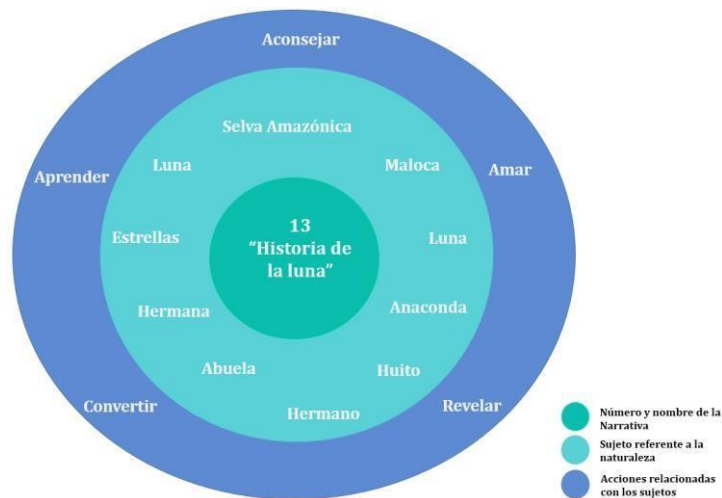 Aconsejar
Selva Amazónica
Luna
Maloca
Aprender
Amar
13
“Historia de
la luna”
Estrellas
Luna
Hermana
Anaconda
Abuela
Huito
Convertir
Hermano
Revelar
Número y nombre de la
Narrativa
Sujeto referente a la
naturaleza
Acciones relacionadas
con los sujetos